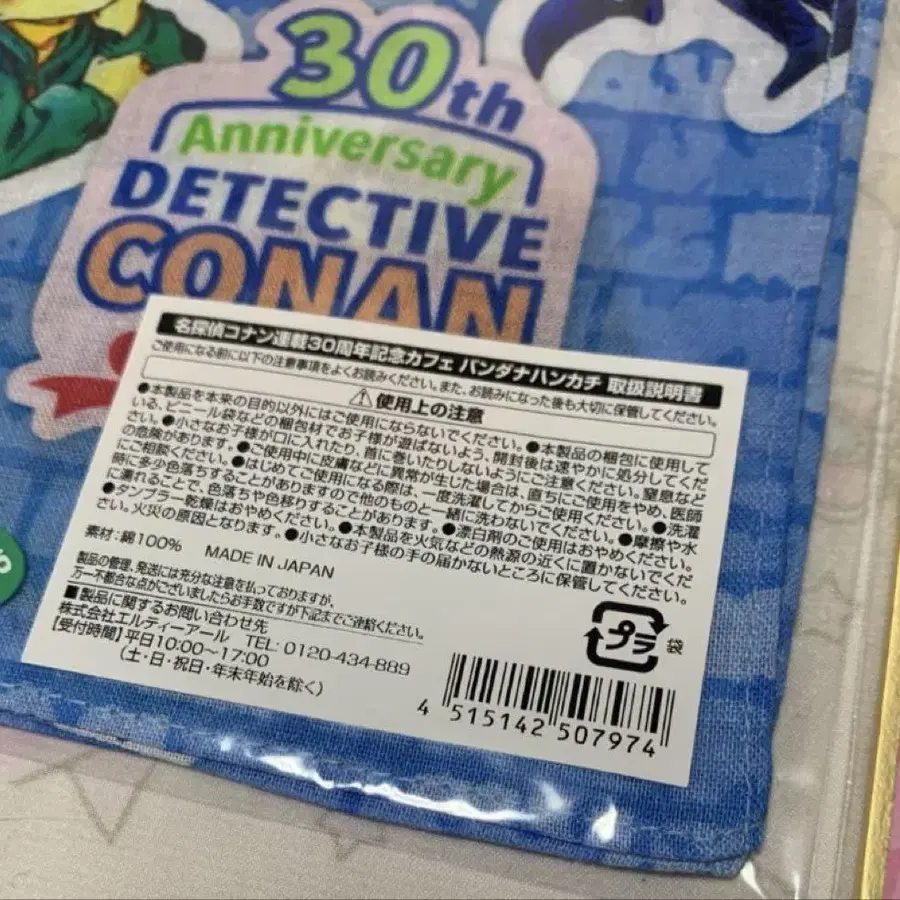 30th
Anniversary
DETECTIVE
CONAN
名探偵コナン連載30周年記念カフェ バンダナハンカチ 取扱説明書
ご使用になる前に以下の注意事項をよくお読みください。また、お読みになった後も大切に保管してください。
⚠使用上の注意
●本製品を本来の目的以外にはご使用にならないでください。●本製品の梱包に使用して
いる、ビニール袋などの梱包材でお子様が遊ばないよう、開封後は速やかに処分してくだ
さい。●小さなお子様が口に入れたり、首に巻いたりしないようにご注意ください。窒息など
の危険があります。●ご使用中に皮膚などに異常が生じた場合は、直ちにご使用をやめ、医師
にご相談ください。●はじめてご使用になる際は、一度洗濯してからご使用ください。●洗濯
時に多少色落ちすることがありますので他のものと一緒に洗わないでください。●摩擦や水
に濡れることで、色落ちや色移りすることがあります。●漂白剤のご使用はおやめください。
●タンブラー乾燥はおやめください。●本製品を火気などの熱源の近くに置かないでくだ
さい。火災の原因となります。●小さなお子様の手の届かないところに保管してください。
素材:綿100% MADE IN JAPAN
製品の管理、発送には充分な注意を払っておりますが、
万一不都合な点がございましたらお手数ですが下記までご連絡ください。
■製品に関するお問い合わせ先
株式会社エルティーアール TEL: 0120-434-889
【受付時間】平日10:00〜17:00
(土・日・祝日・年末年始を除く)
プラ 袋
4 515142 507974